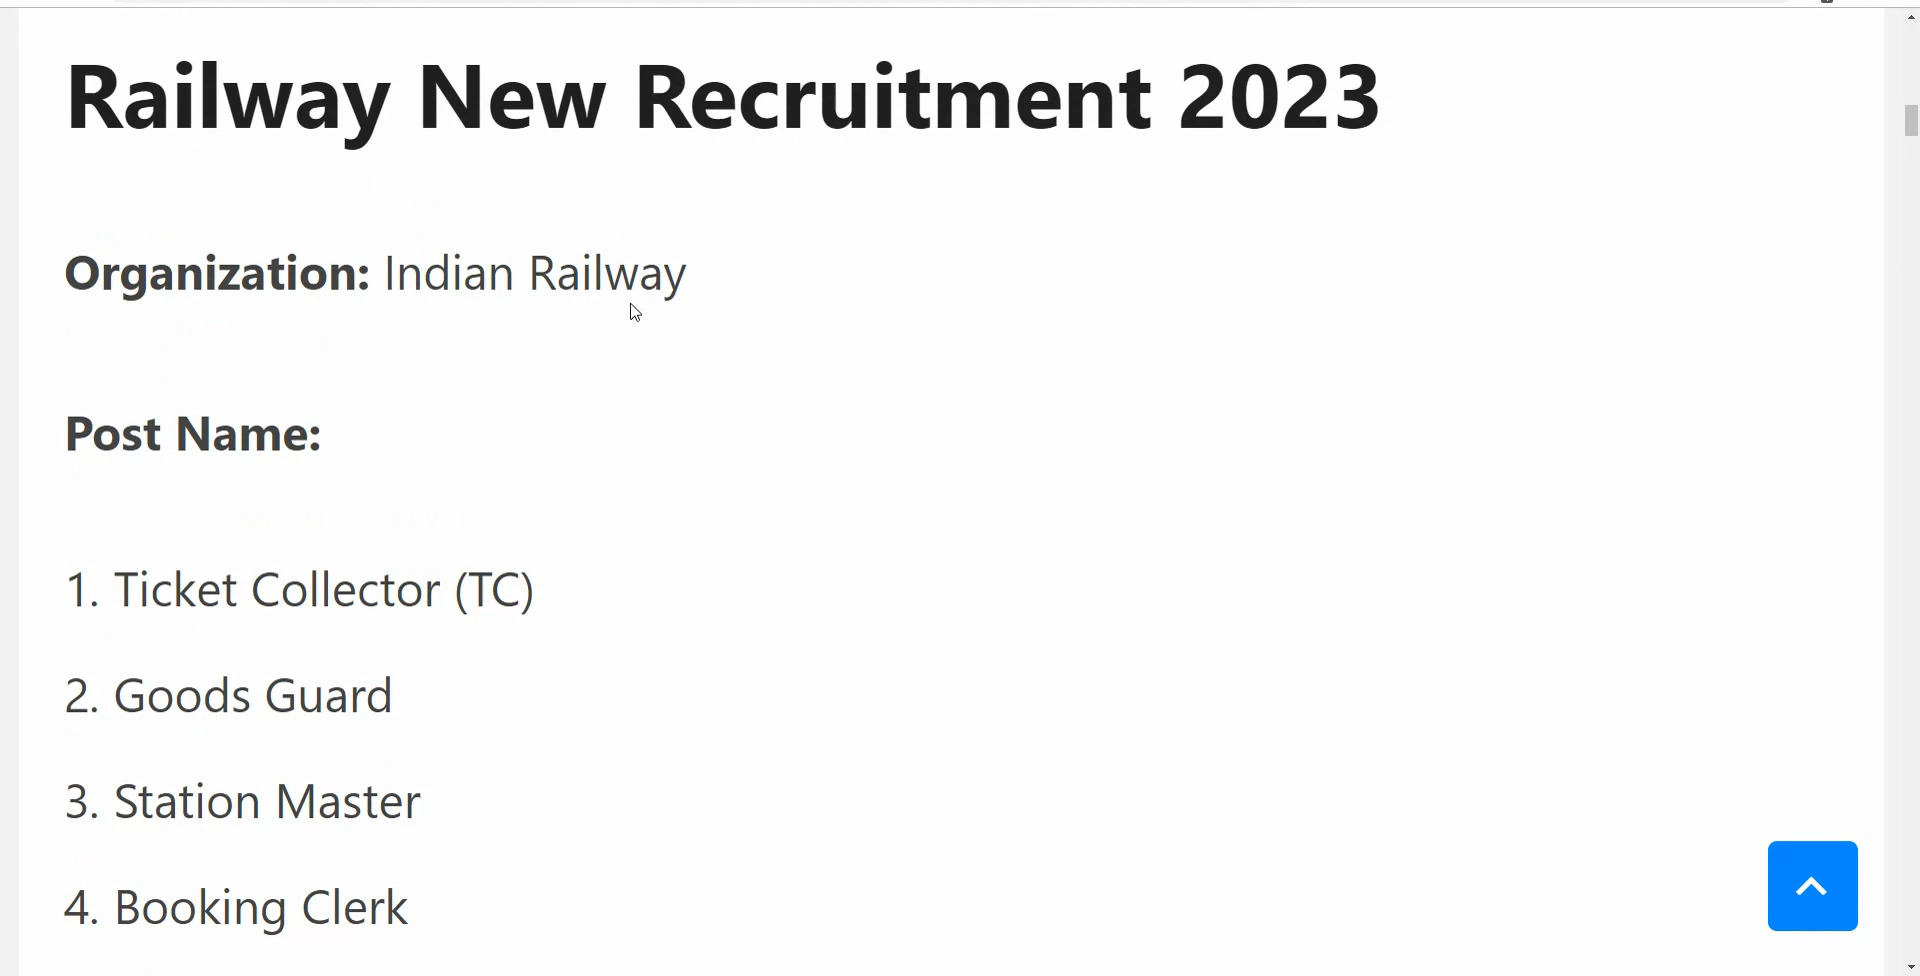 Railway New Recruitment 2023
Organization: Indian Railway
Post Name:
1. Ticket Collector (TC)
2. Goods Guard
3. Station Master
4. Booking Clerk